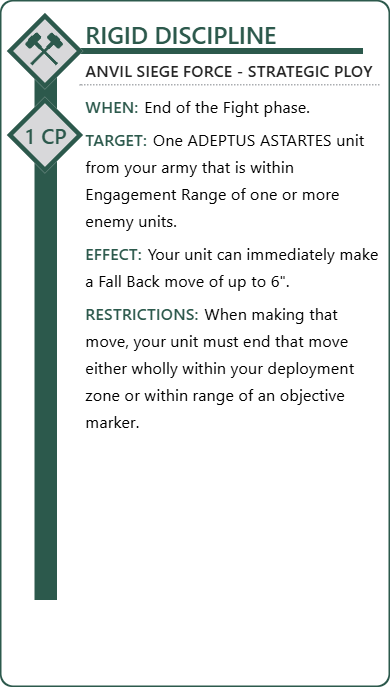 RIGID DISCIPLINE
ANVIL SIEGE FORCE - STRATEGIC PLOY
1 CP
WHEN: End of the Fight phase.
TARGET: One ADEPTUS ASTARTES unit
from your army that is within
Engagement Range of one or more
enemy units.
EFFECT: Your unit can immediately make
a Fall Back move of up to 6".
RESTRICTIONS: When making that
move, your unit must end that move
either wholly within your deployment
zone or within range of an objective
marker.